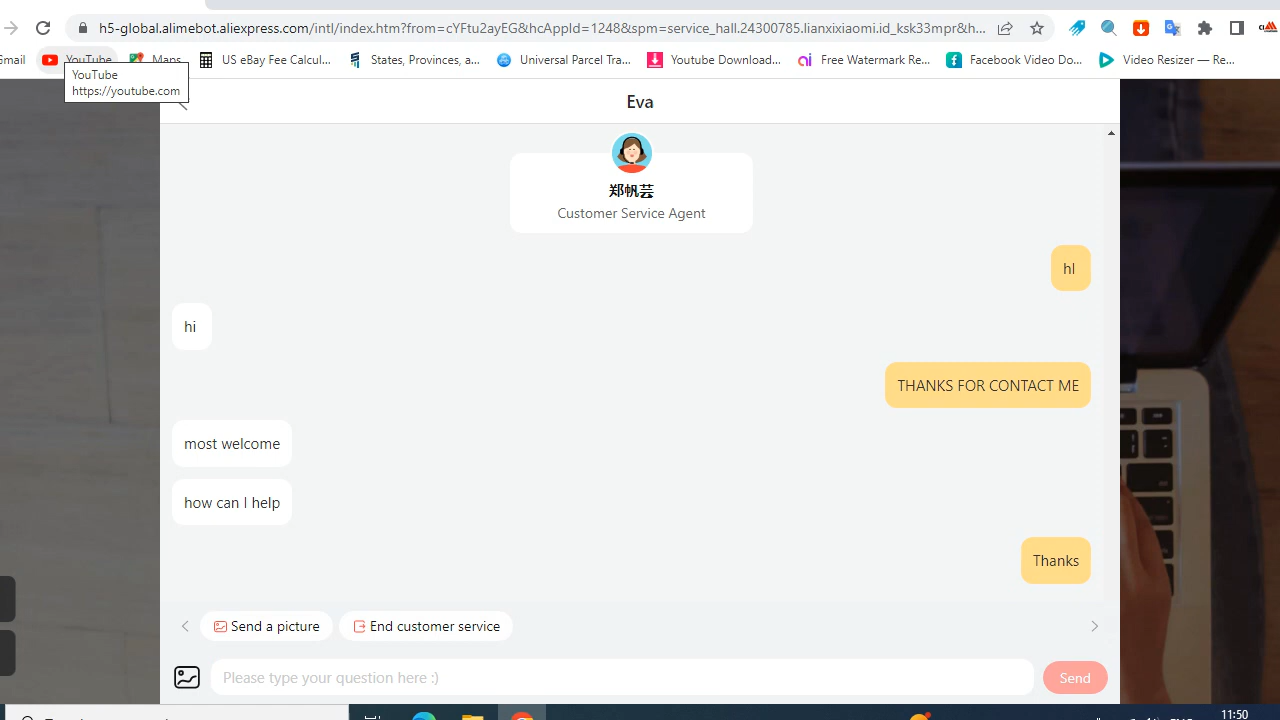 h5-global.alimebot.aliexpress.com/intl/index.htm?from=cYEtu2ayEG&hcAppId=1248&spm=service_hall.24300785.lianxixiaomi.id_ksk33mpr&h...
Gmail
YouTube
Maps
US eBay Fee Calcul...
States, Provinces, a...
Universal Parcel Tra...
Youtube Download...
Free Watermark Re...
Facebook Video Do...
Video Resizer — Re...
YouTube
https://youtube.com
Eva
郑帆芸
Customer Service Agent
hI
hi
THANKS FOR CONTACT ME
most welcome
how can I help
Thanks
Send a picture
End customer service
Please type your question here :)
Send
11:50